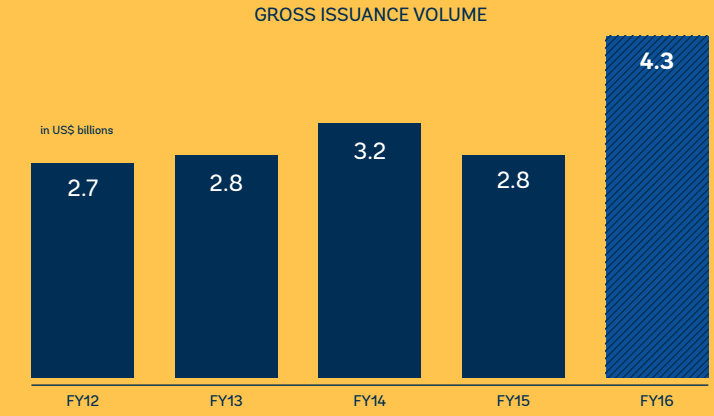 GROSS ISSUANCE VOLUME
4.3
in US$ billions
3.2
2.7
2.8
2.8
FY12
FY13
FY14
FY15
FY16